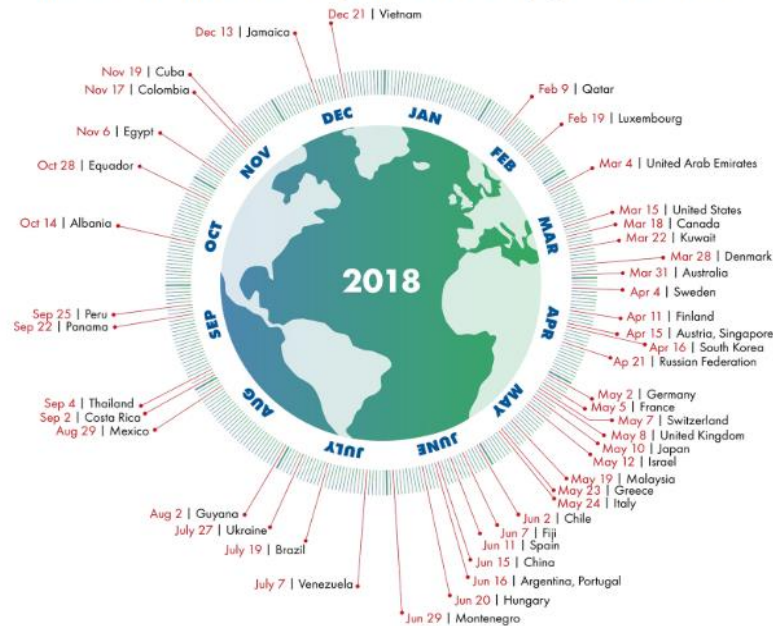 JAN
FEB
MAR
APR
MAY
JUNE
JULY
AUG
SEP
OCT
NOV
DEC
2018
Feb 9 | Qatar
Feb 19 | Luxembourg
Mar 4 | United Arab Emirates
Mar 15 | United States
Mar 18 | Canada
Mar 22 | Kuwait
Mar 28 | Denmark
Mar 31 | Australia
Apr 4 | Sweden
Apr 11 | Finland
Apr 15 | Austria, Singapore
Apr 16 | South Korea
Ap 21 | Russian Federation
May 2 | Germany
May 5 | France
May 7 | Switzerland
May 8 | United Kingdom
May 10 | Japan
May 12 | Israel
May 19 | Malaysia
May 23 | Greece
May 24 | Italy
Jun 2 | Chile
Jun 7 | Fiji
Jun 11 | Spain
Jun 15 | China
Jun 16 | Argentina, Portugal
Jun 20 | Hungary
Jun 29 | Montenegro
July 7 | Venezuela
July 19 | Brazil
July 27 | Ukraine
Aug 2 | Guyana
Aug 29 | Mexico
Sep 2 | Costa Rica
Sep 4 | Thailand
Sep 22 | Panama
Sep 25 | Peru
Oct 14 | Albania
Oct 28 | Equador
Nov 6 | Egypt
Nov 17 | Colombia
Nov 19 | Cuba
Dec 13 | Jamaica
Dec 21 | Vietnam